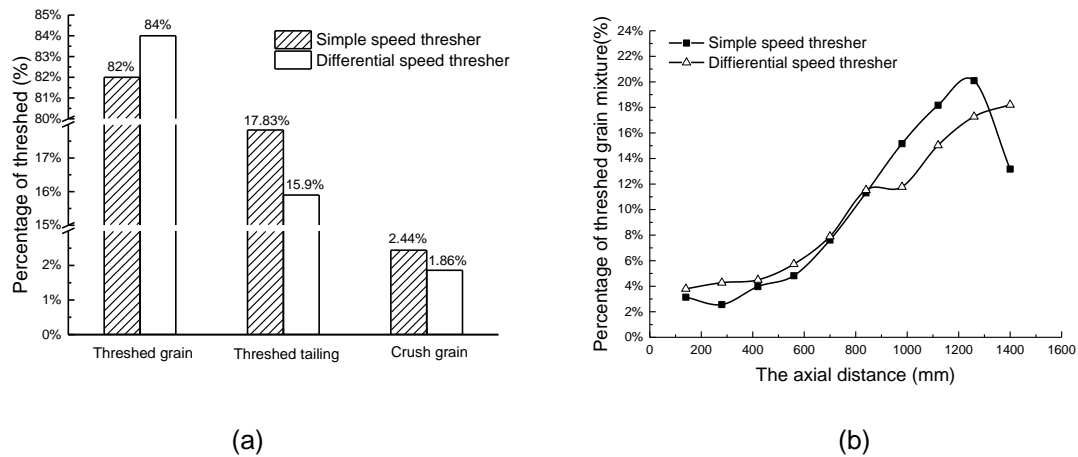 85%
84%
83%
82%
81%
80%
17%
16%
15%
2%
1%
0%
Percentage of threshed (%)
82%
84%
17.83%
15.9%
2.44%
1.86%
Simple speed thresher
Differential speed thresher
Threshed grain
Threshed tailing
Crush grain
(a)
24%
22%
20%
18%
16%
14%
12%
10%
8%
6%
4%
2%
0%
Percentage of threshed grain mixture(%)
Simple speed thresher
Diffierential speed thresher
0 200 400 600 800 1000 1200 1400 1600
The axial distance (mm)
(b)